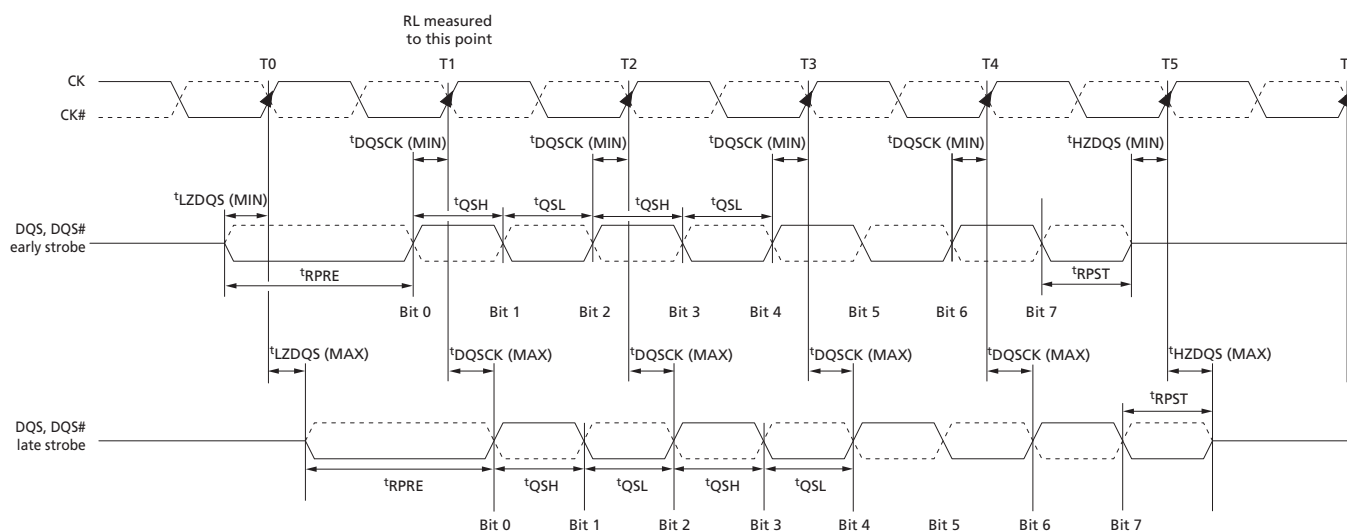 RL measured
to this point
T0 T1 T2 T3 T4 T5 T
CK
CK#
tDQSCK (MIN) tDQSCK (MIN) tDQSCK (MIN) tDQSCK (MIN) tHZDQS (MIN)
tLZDQS (MIN)
tQSH tQSL tQSH tQSL
DQS, DQS#
early strobe
tRPRE tRPST
Bit 0 Bit 1 Bit 2 Bit 3 Bit 4 Bit 5 Bit 6 Bit 7
tLZDQS (MAX) tDQSCK (MAX) tDQSCK (MAX) tDQSCK (MAX) tDQSCK (MAX) tHZDQS (MAX)
tRPST
DQS, DQS#
late strobe
tRPRE tQSH tQSL tQSH tQSL
Bit 0 Bit 1 Bit 2 Bit 3 Bit 4 Bit 5 Bit 6 Bit 7